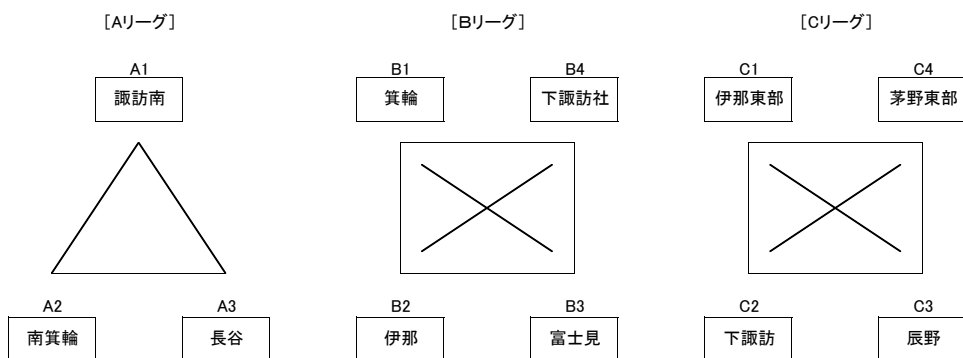 [Aリーグ] [Bリーグ] [Cリーグ]
A1 B1 B4 C1 C4
諏訪南 箕輪 下諏訪社 伊那東部 茅野東部
A2 A3 B2 B3 C2 C3
南箕輪 長谷 伊那 富士見 下諏訪 辰野